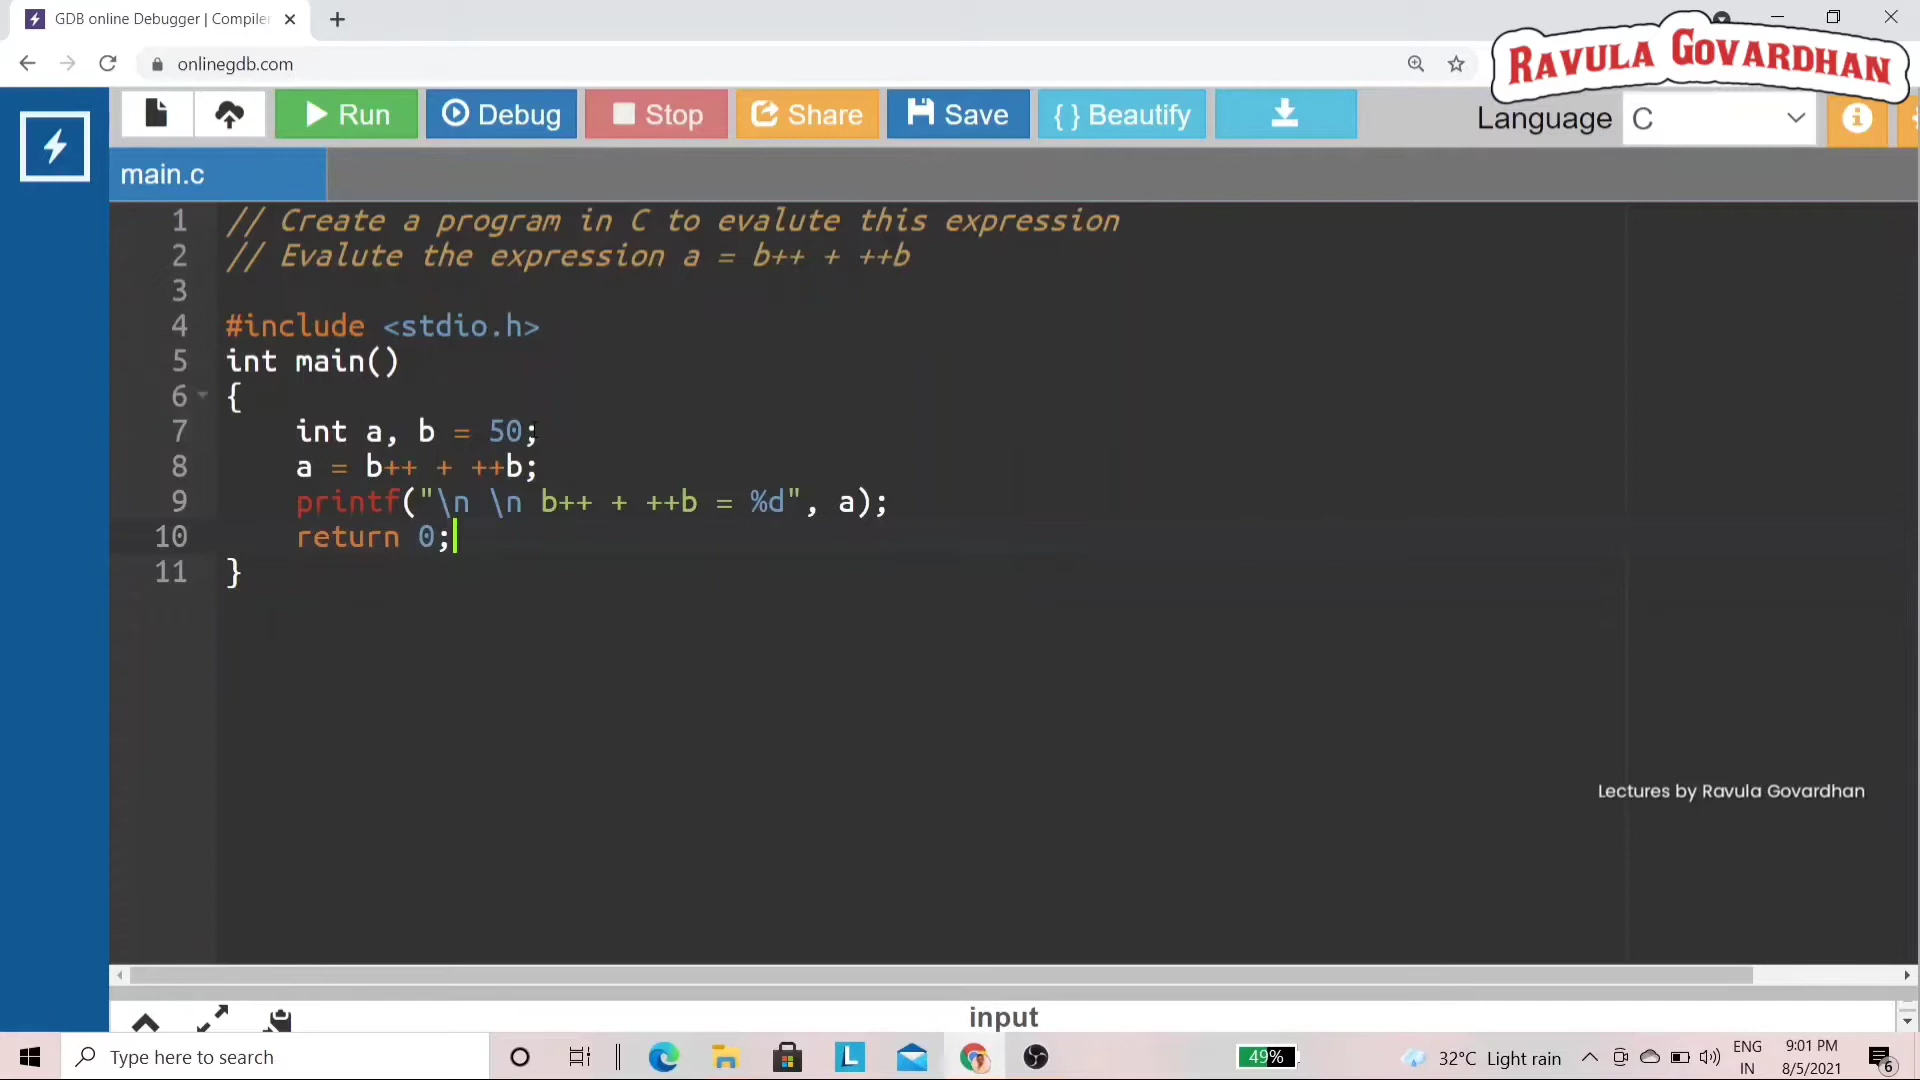 GDB online Debugger | Compiler
RAVULA GOVARDHAN
onlinegdb.com
Run
Debug
Stop
Share
Save
{ } Beautify
Language
C
main.c
1 // Create a program in C to evalute this expression
2 // Evalute the expression a = b++ + ++b
3
4 #include <stdio.h>
5 int main()
6 {
7 int a, b = 50;
8 a = b++ + ++b;
9 printf("\n \n b++ + ++b = %d", a);
10 return 0;
11 }
Lectures by Ravula Govardhan
input
Type here to search
L
49%
32°C Light rain
ENG
IN
9:01 PM
8/5/2021
6